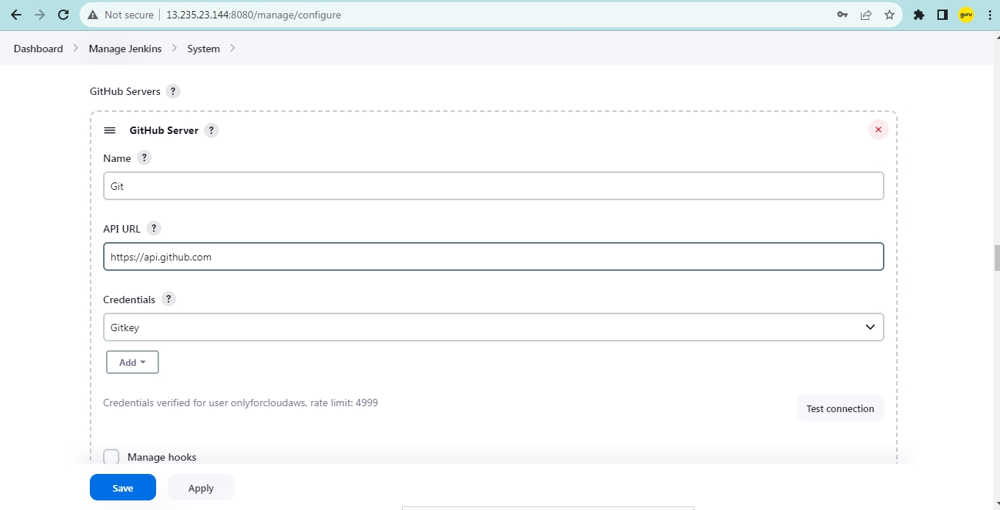 Not secure 13.235.23.144:8080/manage/configure guru
Dashboard Manage Jenkins System
GitHub Servers ?
GitHub Server ?
Name ?
Git
API URL ?
https://api.github.com
Credentials ?
Gitkey
Add
Credentials verified for user onlyforcloudaws, rate limit: 4999
Test connection
Manage hooks
Save Apply